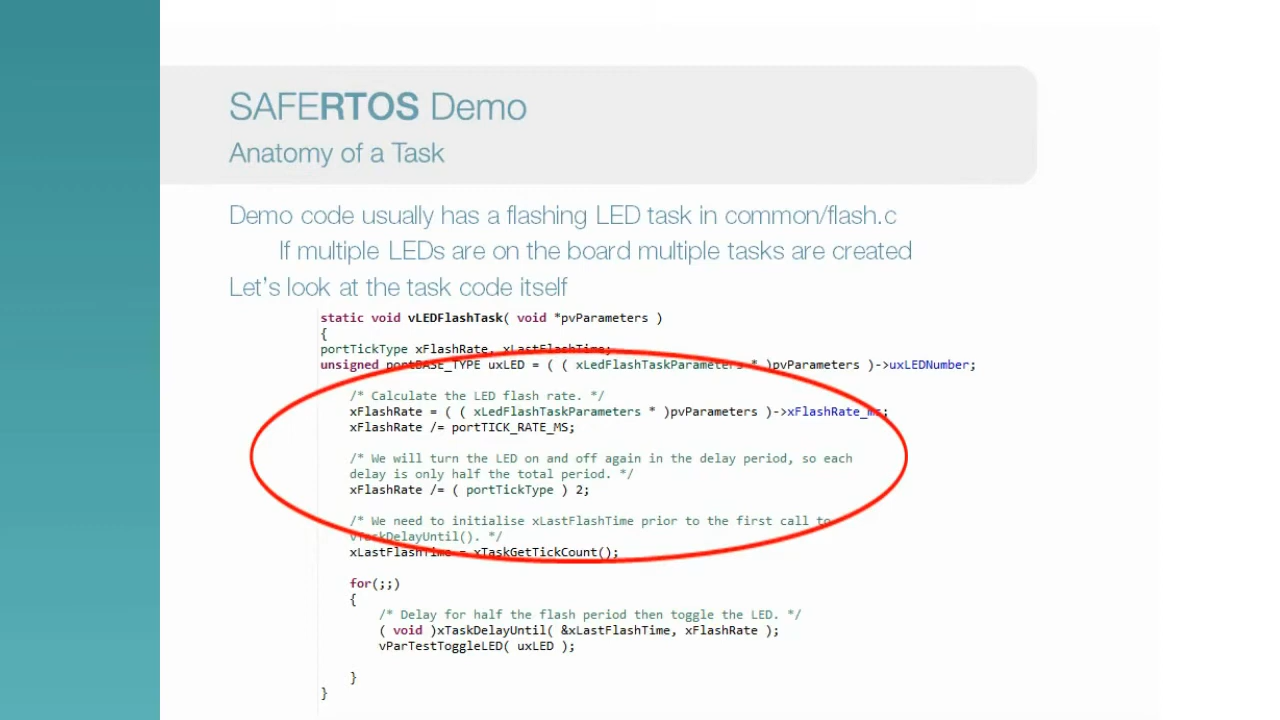 SAFERTOS Demo
Anatomy of a Task
Demo code usually has a flashing LED task in common/flash.c
If multiple LEDs are on the board multiple tasks are created
Let's look at the task code itself
static void vLEDFlashTask( void *pvParameters )
{
portTickType xFlashRate, xLastFlashTime;
unsigned portBASE_TYPE uxLED = ( ( xLedFlashTaskParameters * )pvParameters )->uxLEDNumber;
/* Calculate the LED flash rate. */
xFlashRate = ( ( xLedFlashTaskParameters * )pvParameters )->xFlashRate_ms;
xFlashRate /= portTICK_RATE_MS;
/* We will turn the LED on and off again in the delay period, so each
delay is only half the total period. */
xFlashRate /= ( portTickType ) 2;
/* We need to initialise xLastFlashTime prior to the first call to
vTaskDelayUntil(). */
xLastFlashTime = xTaskGetTickCount();
for(;;)
{
/* Delay for half the flash period then toggle the LED. */
( void )xTaskDelayUntil( &xLastFlashTime, xFlashRate );
vParTestToggleLED( uxLED );
}
}